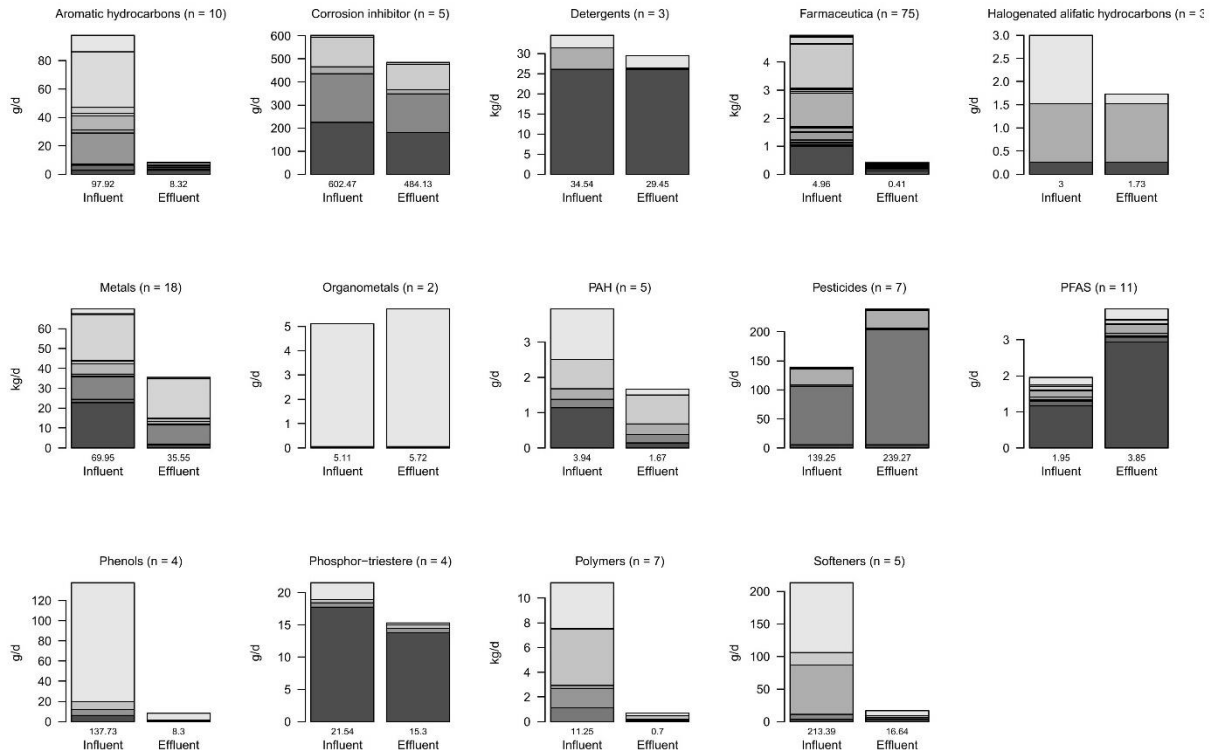 Aromatic hydrocarbons (n = 10)
g/d
80
60
40
20
0
97.92
8.32
Influent
Effluent
Corrosion inhibitor (n = 5)
g/d
600
500
400
300
200
100
0
602.47
484.13
Influent
Effluent
Detergents (n = 3)
kg/d
30
25
20
15
10
5
0
34.54
29.45
Influent
Effluent
Farmaceutica (n = 75)
kg/d
4
3
2
1
0
4.96
0.41
Influent
Effluent
Halogenated alifatic hydrocarbons (n = 3
g/d
3.0
2.5
2.0
1.5
1.0
0.5
0.0
3
1.73
Influent
Effluent
Metals (n = 18)
kg/d
60
50
40
30
20
10
0
69.95
35.55
Influent
Effluent
Organometals (n = 2)
g/d
5
4
3
2
1
0
5.11
5.72
Influent
Effluent
PAH (n = 5)
g/d
3
2
1
0
3.94
1.67
Influent
Effluent
Pesticides (n = 7)
g/d
200
150
100
50
0
139.25
239.27
Influent
Effluent
PFAS (n = 11)
g/d
3
2
1
0
1.95
3.85
Influent
Effluent
Phenols (n = 4)
g/d
120
100
80
60
40
20
0
137.73
8.3
Influent
Effluent
Phosphor−triestere (n = 4)
g/d
20
15
10
5
0
21.54
15.3
Influent
Effluent
Polymers (n = 7)
kg/d
10
8
6
4
2
0
11.25
0.7
Influent
Effluent
Softeners (n = 5)
g/d
200
150
100
50
0
213.39
16.64
Influent
Effluent